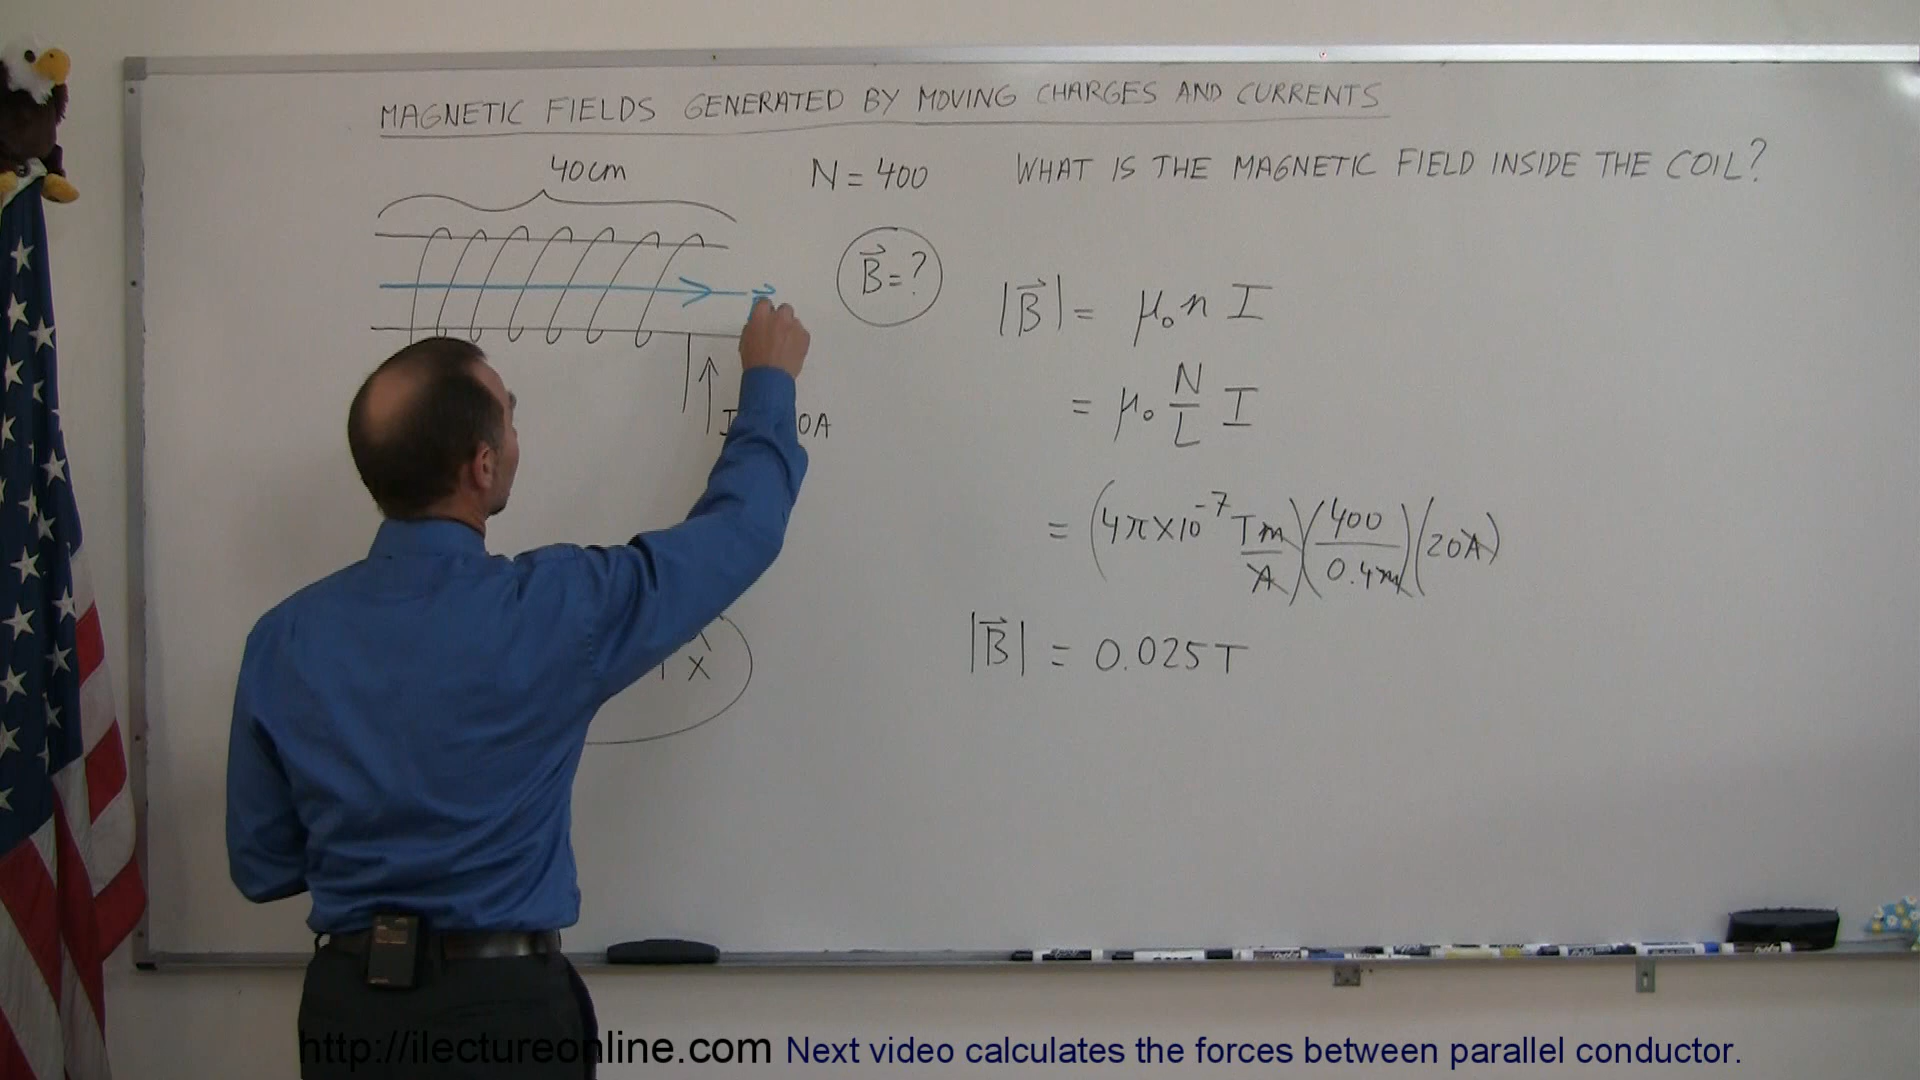 MAGNETIC FIELDS GENERATED BY MOVING CHARGES AND CURRENTS
40cm
N = 400
WHAT IS THE MAGNETIC FIELD INSIDE THE COIL?
B⃗ = ?
|B⃗| = μ₀ n I
= μ₀ N/L I
I
0A
= (4π×10⁻⁷ Tm/A)(400/0.4m)(20A)
X
|B⃗| = 0.025T
http://ilectureonline.com Next video calculates the forces between parallel conductor.